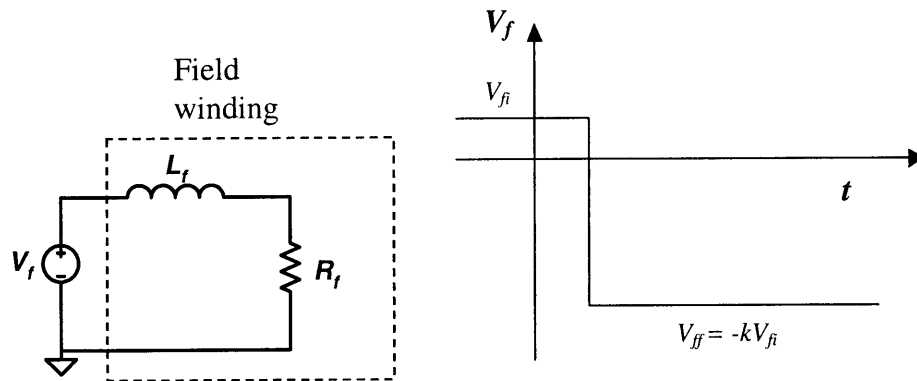 Field
winding
L_f
V_f
+
-
R_f
V_f
V_fi
t
V_ff = -kV_fi